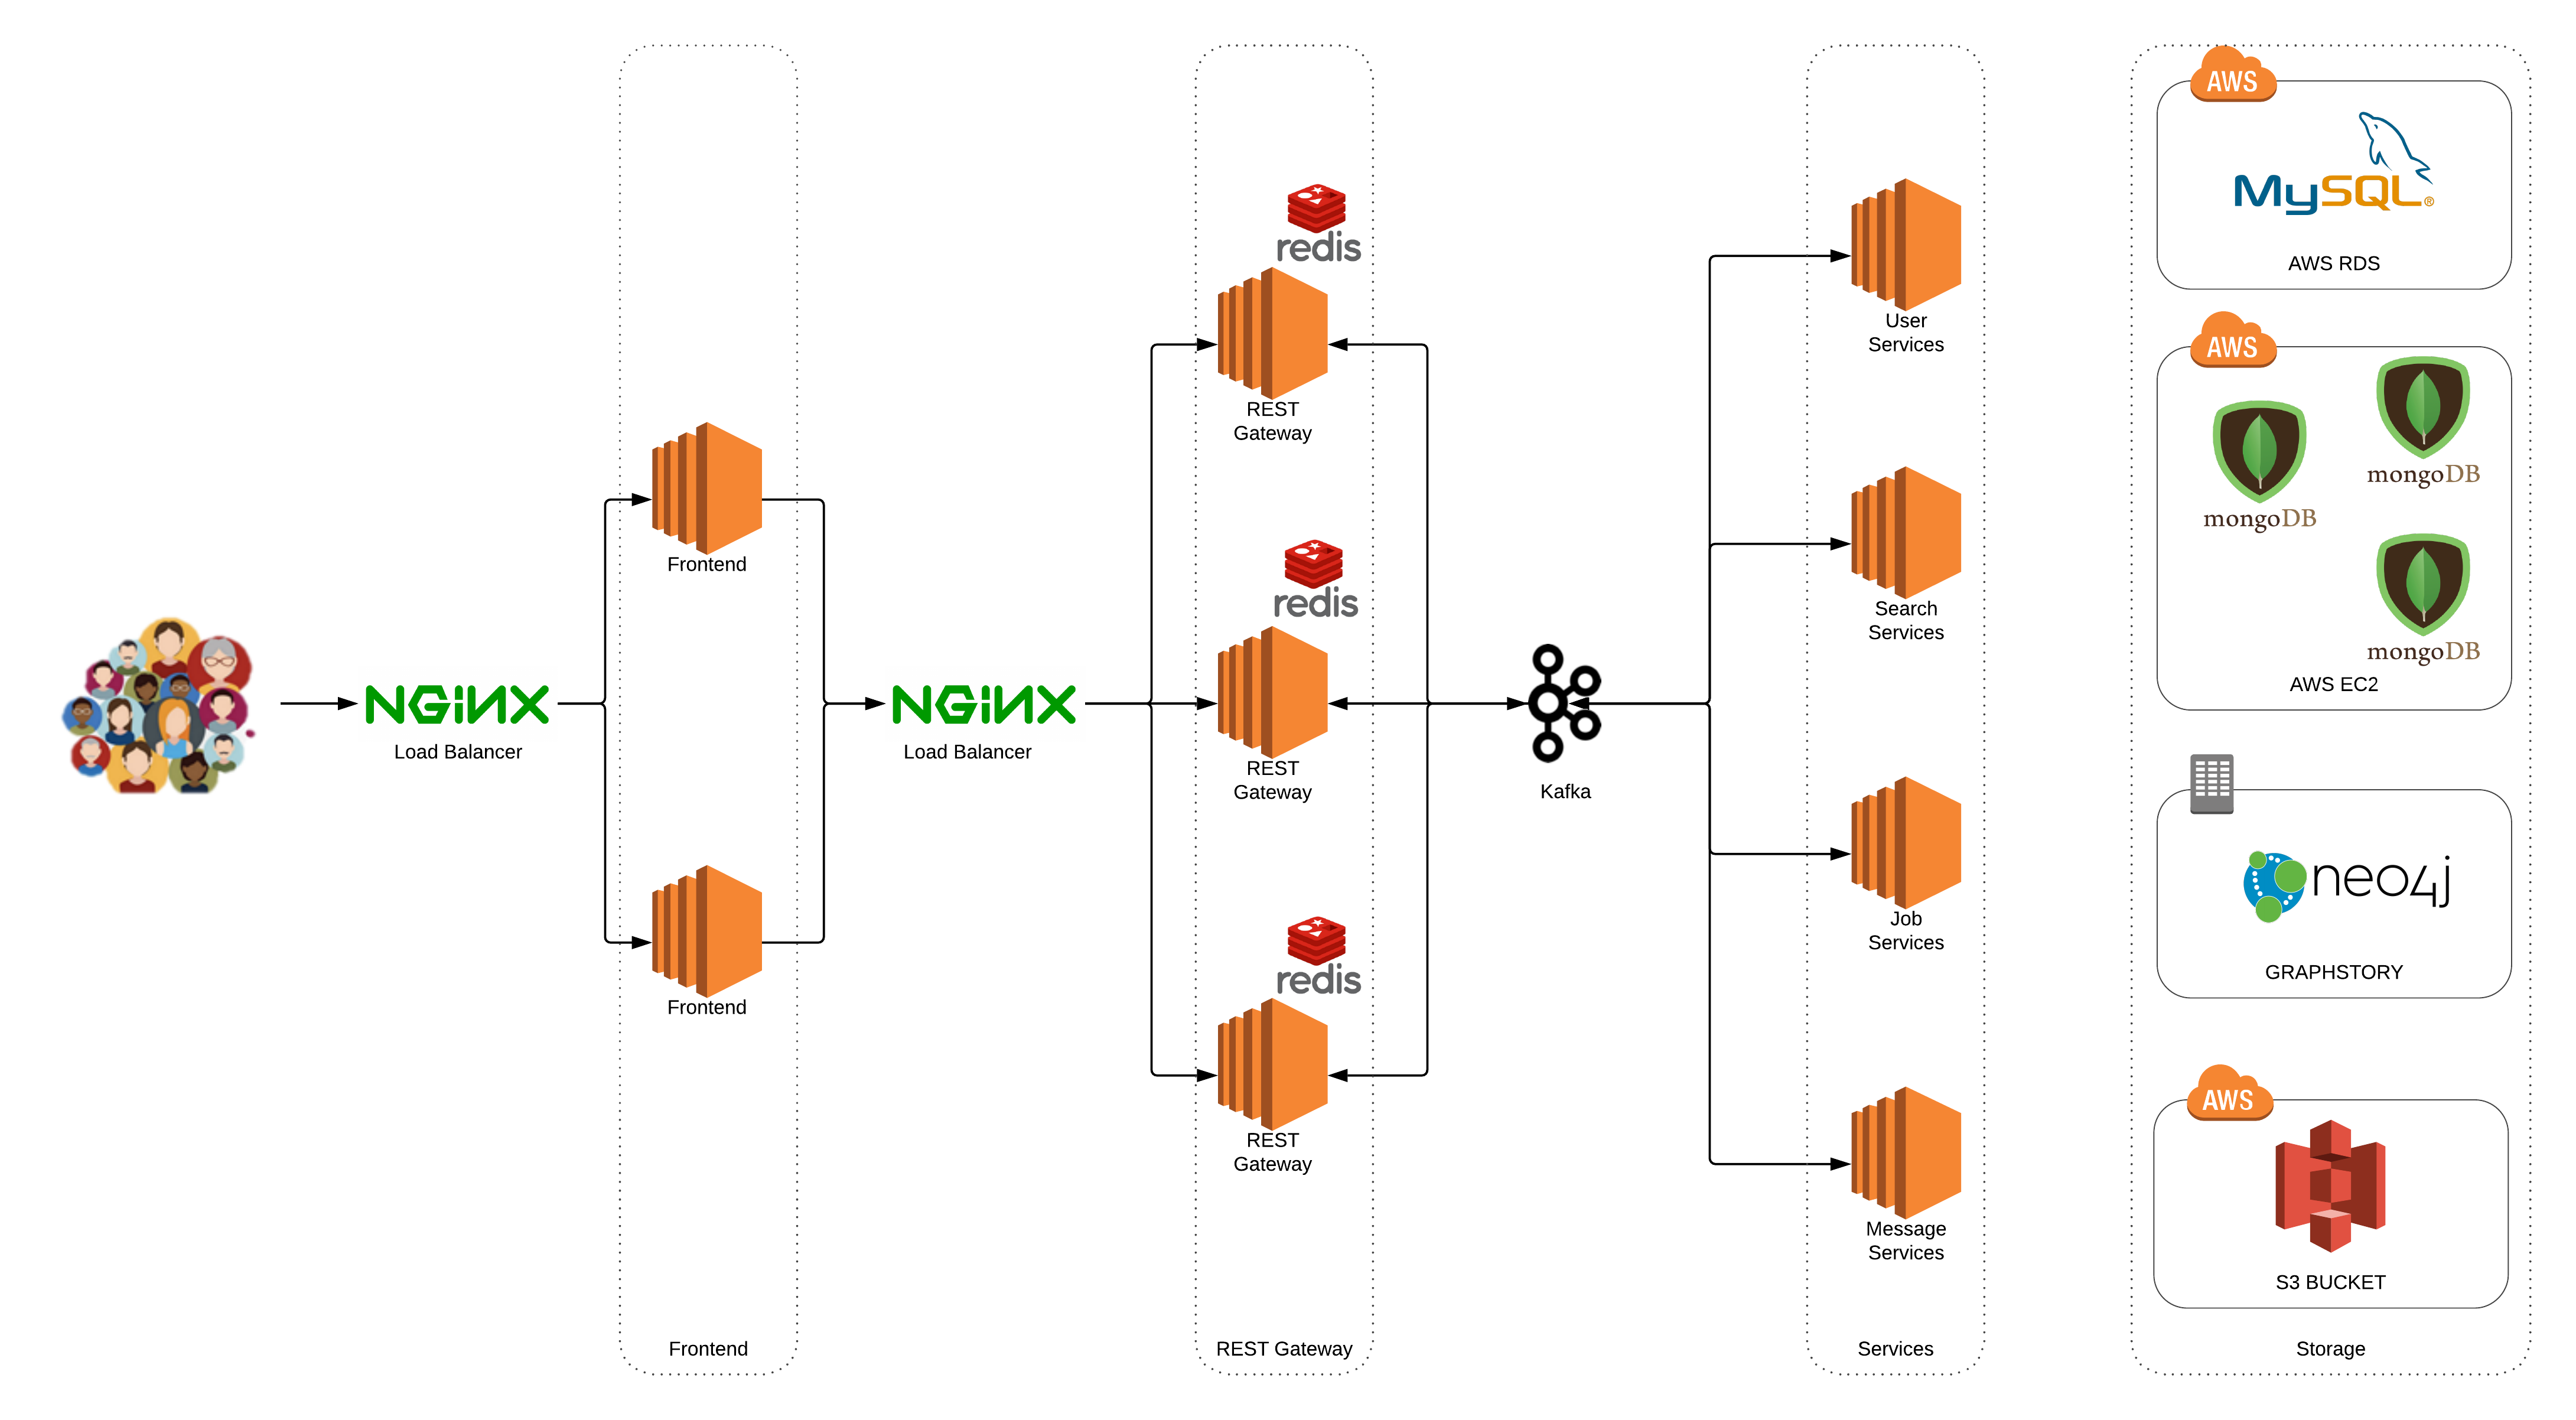 NGINX
Load Balancer
Frontend
Frontend
Frontend
NGINX
Load Balancer
redis
REST
Gateway
redis
REST
Gateway
redis
REST
Gateway
REST Gateway
Kafka
User
Services
Search
Services
Job
Services
Message
Services
Services
AWS
MySQL®
AWS RDS
AWS
mongoDB
mongoDB
mongoDB
AWS EC2
neo4j
GRAPHSTORY
AWS
S3 BUCKET
Storage